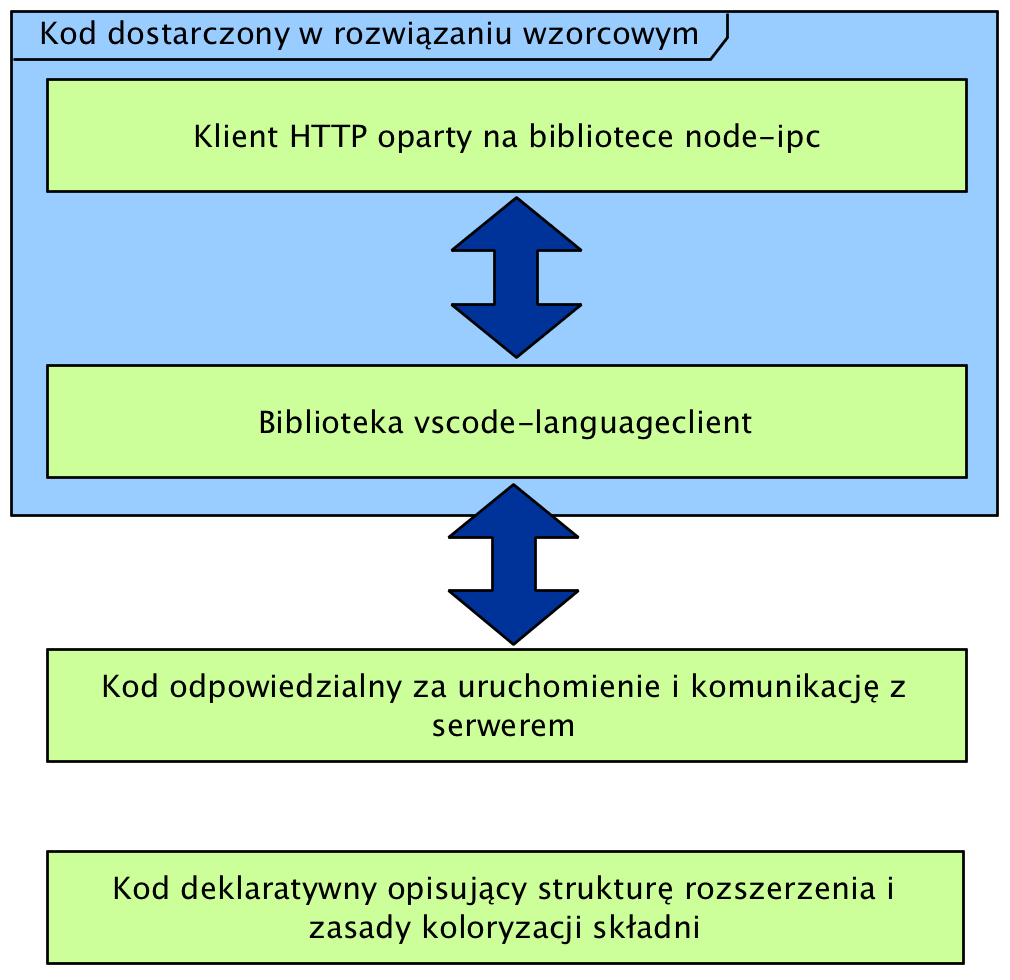 Kod dostarczony w rozwiązaniu wzorcowym
Klient HTTP oparty na bibliotece node-ipc
Biblioteka vscode-languageclient
Kod odpowiedzialny za uruchomienie i komunikację z
serwerem
Kod deklaratywny opisujący strukturę rozszerzenia i
zasady koloryzacji składni